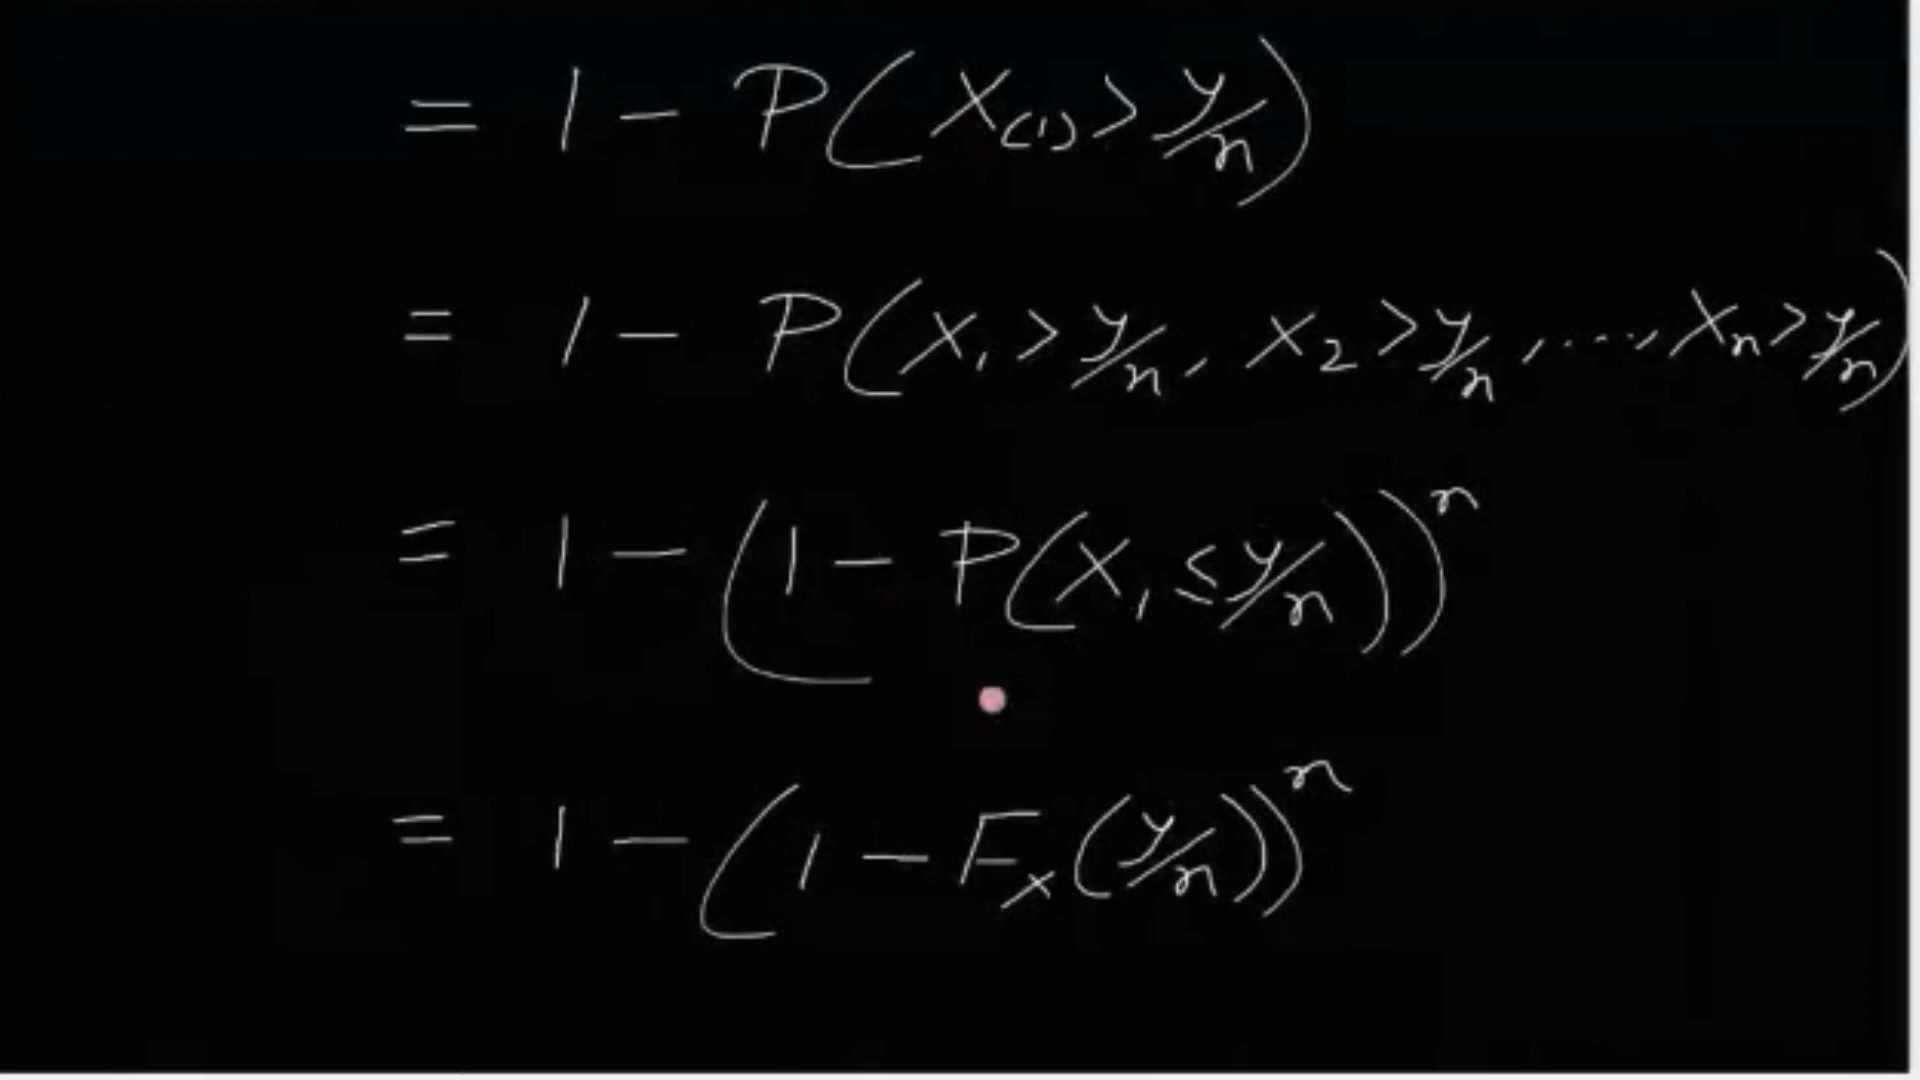 = 1 - P(X₍₁₎ > y/n)
= 1 - P(X₁ > y/n, X₂ > y/n, ...., Xₙ > y/n)
= 1 - (1 - P(X₁ ≤ y/n))ⁿ
= 1 - (1 - Fₓ(y/n))ⁿ